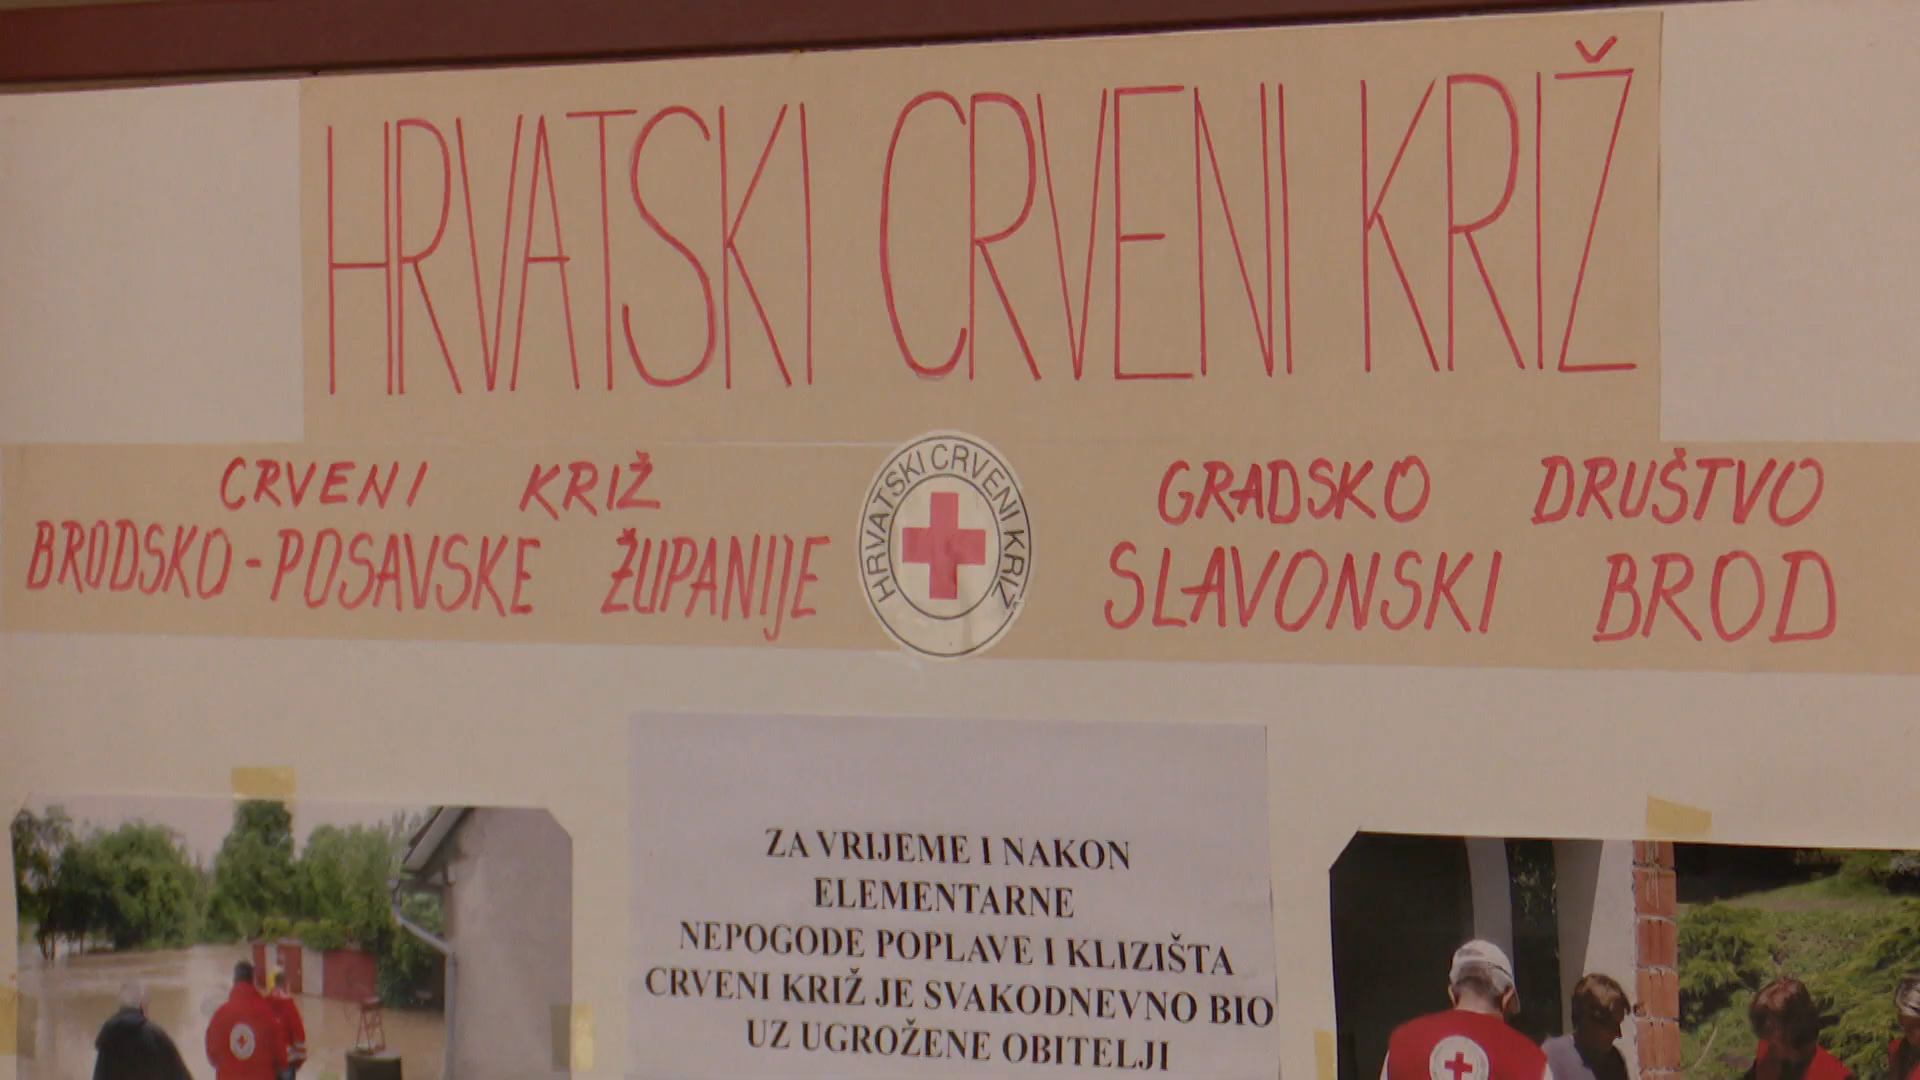 HRVATSKI CRVENI KRIŽ
CRVENI KRIŽ
BRODSKO-POSAVSKE ŽUPANIJE
HRVATSKI CRVENI KRIŽ
GRADSKO DRUŠTVO
SLAVONSKI BROD
ZA VRIJEME I NAKON
ELEMENTARNE
NEPOGODE POPLAVE I KLIZIŠTA
CRVENI KRIŽ JE SVAKODNEVNO BIO
UZ UGROŽENE OBITELJI